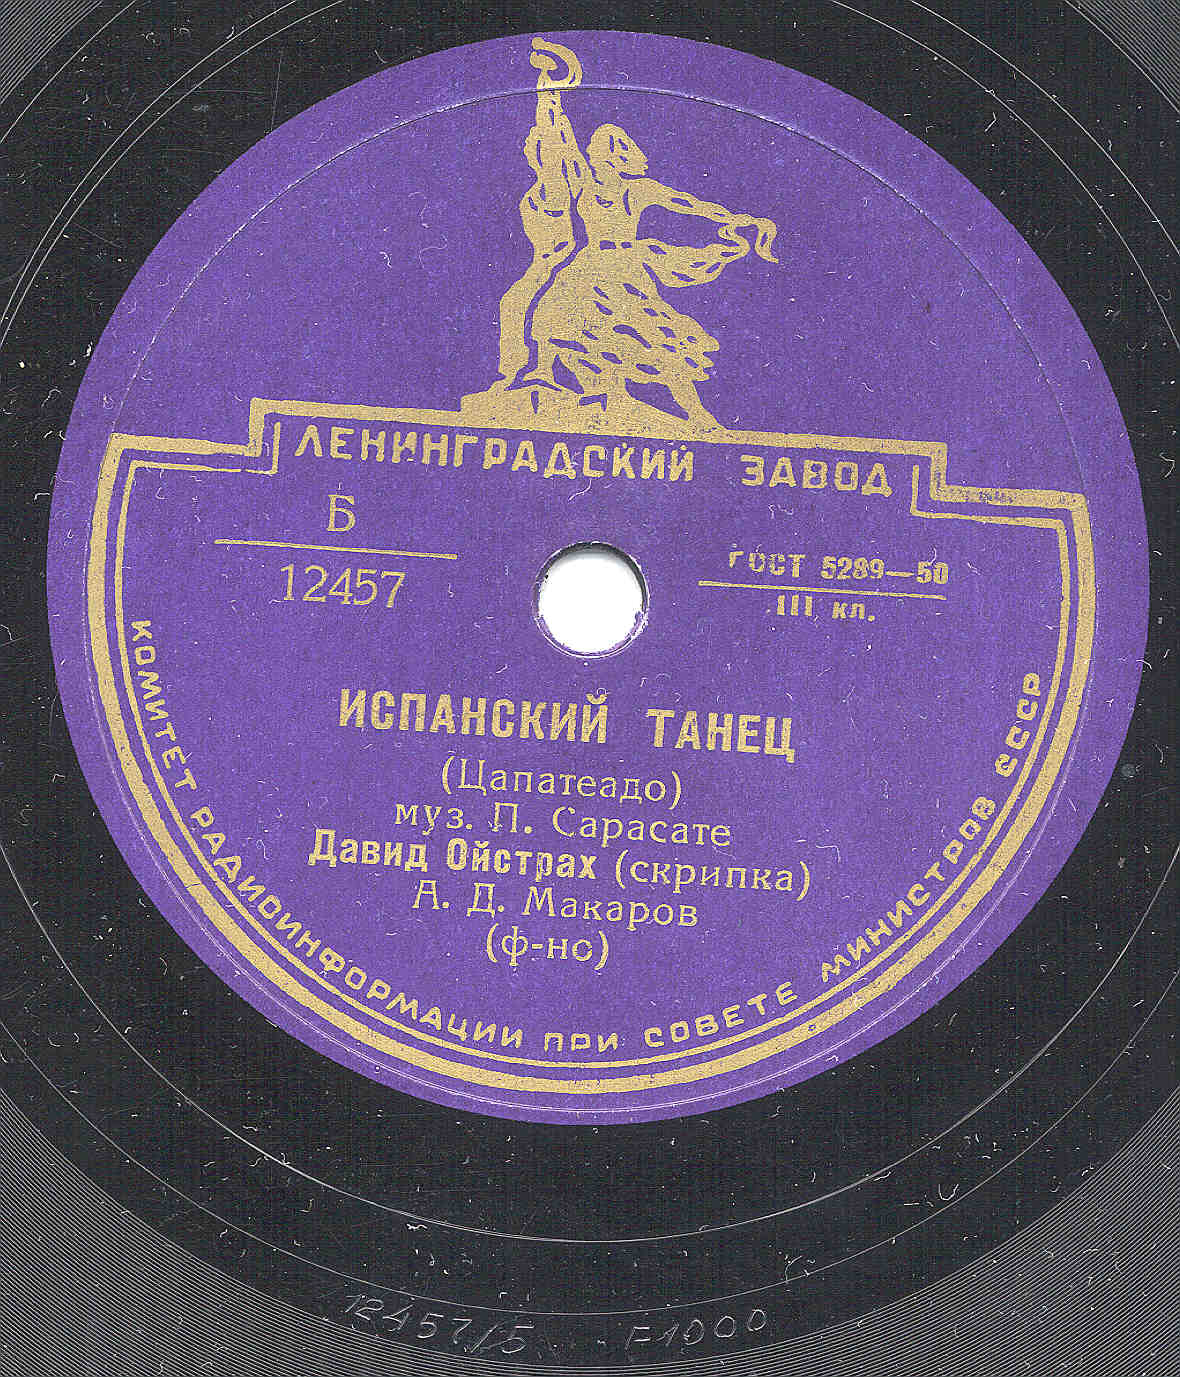 ЛЕНИНГРАДСКИЙ ЗАВОД
Б
12457
ГОСТ 5289—50
III кл.
ИСПАНСКИЙ ТАНЕЦ
(Цапатеадо)
муз. П. Сарасате
Давид Ойстрах (скрипка)
А. Д. Макаров
(ф-но)
КОМИТЕТ РАДИОИНФОРМАЦИИ ПРИ СОВЕТЕ МИНИСТРОВ СССР
12457/5 F1000